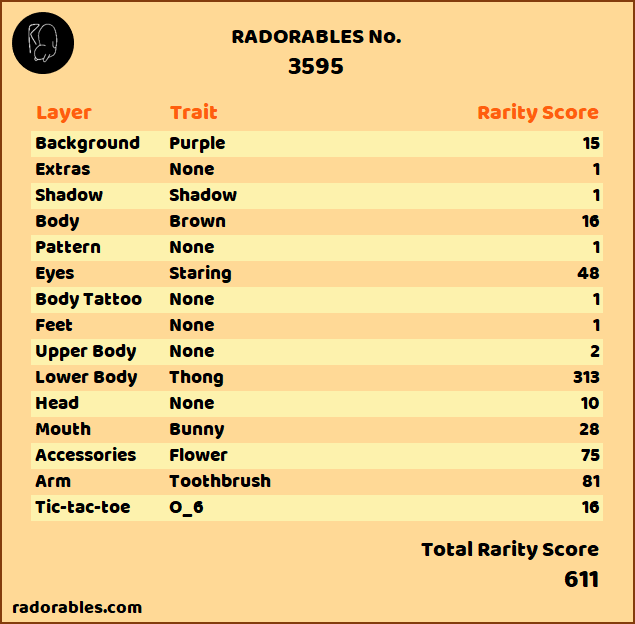 RADORABLES No.
3595
Layer Trait Rarity Score
Background Purple 15
Extras None 1
Shadow Shadow 1
Body Brown 16
Pattern None 1
Eyes Staring 48
Body Tattoo None 1
Feet None 1
Upper Body None 2
Lower Body Thong 313
Head None 10
Mouth Bunny 28
Accessories Flower 75
Arm Toothbrush 81
Tic-tac-toe O_6 16
Total Rarity Score
611
radorables.com